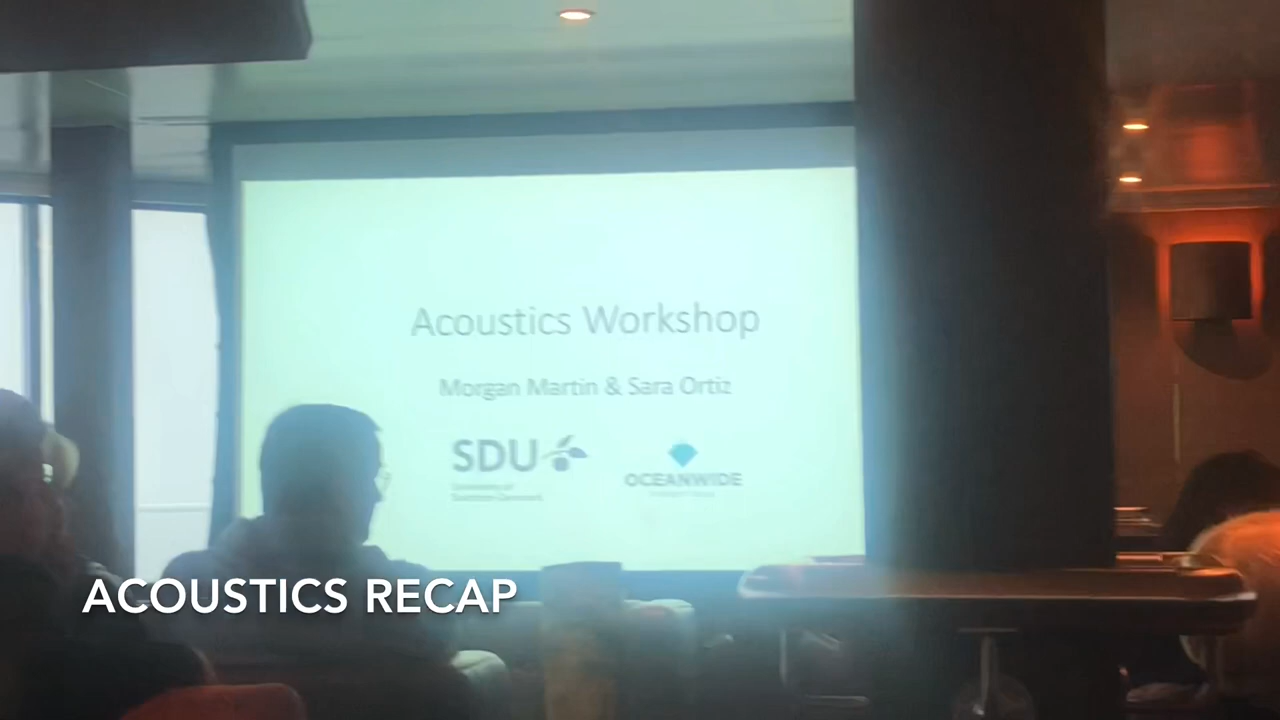 Acoustics Workshop
Morgan Martin & Sara Ortiz
SDU
OCEANWIDE
ACOUSTICS RECAP